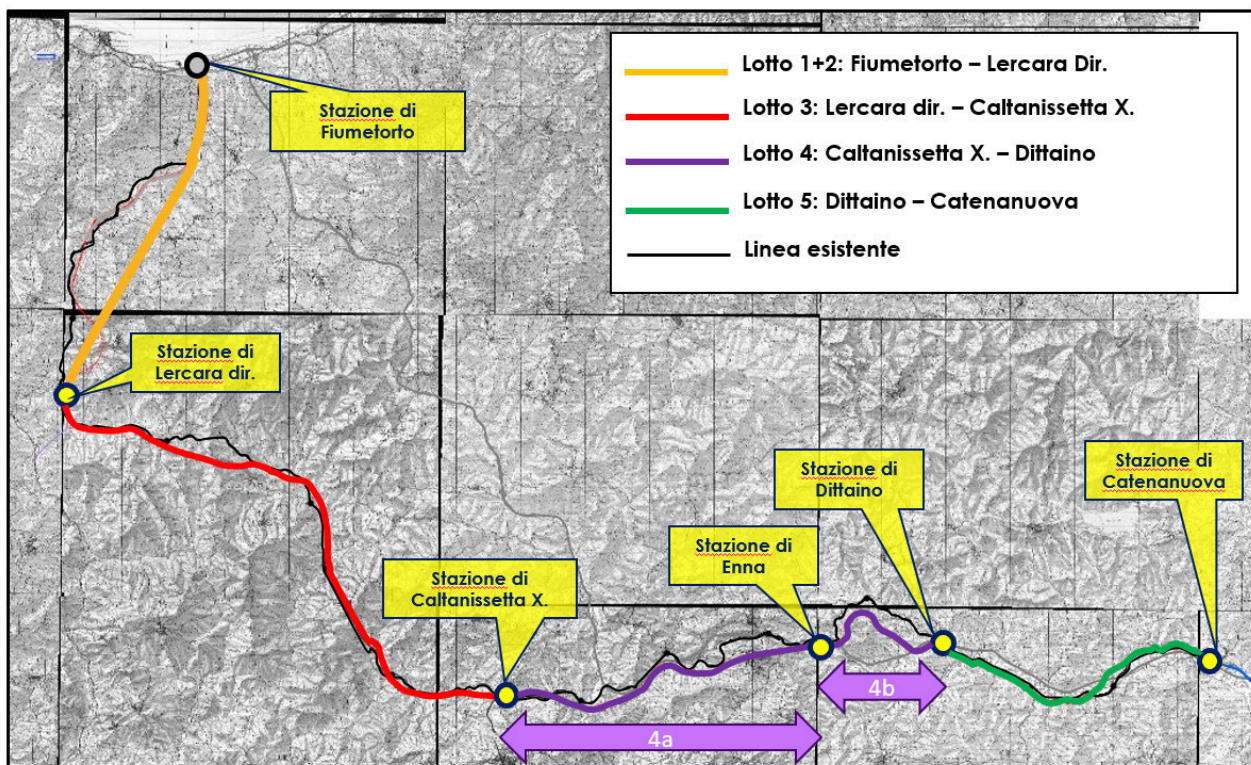 Lotto 1+2: Fiumetorto – Lercara Dir.
Lotto 3: Lercara dir. – Caltanissetta X.
Lotto 4: Caltanissetta X. – Dittaino
Lotto 5: Dittaino – Catenanuova
Linea esistente
Stazione di
Fiumetorto
Stazione di
Lercara dir.
Stazione di
Caltanissetta X.
Stazione di
Enna
Stazione di
Dittaino
Stazione di
Catenanuova
4a
4b